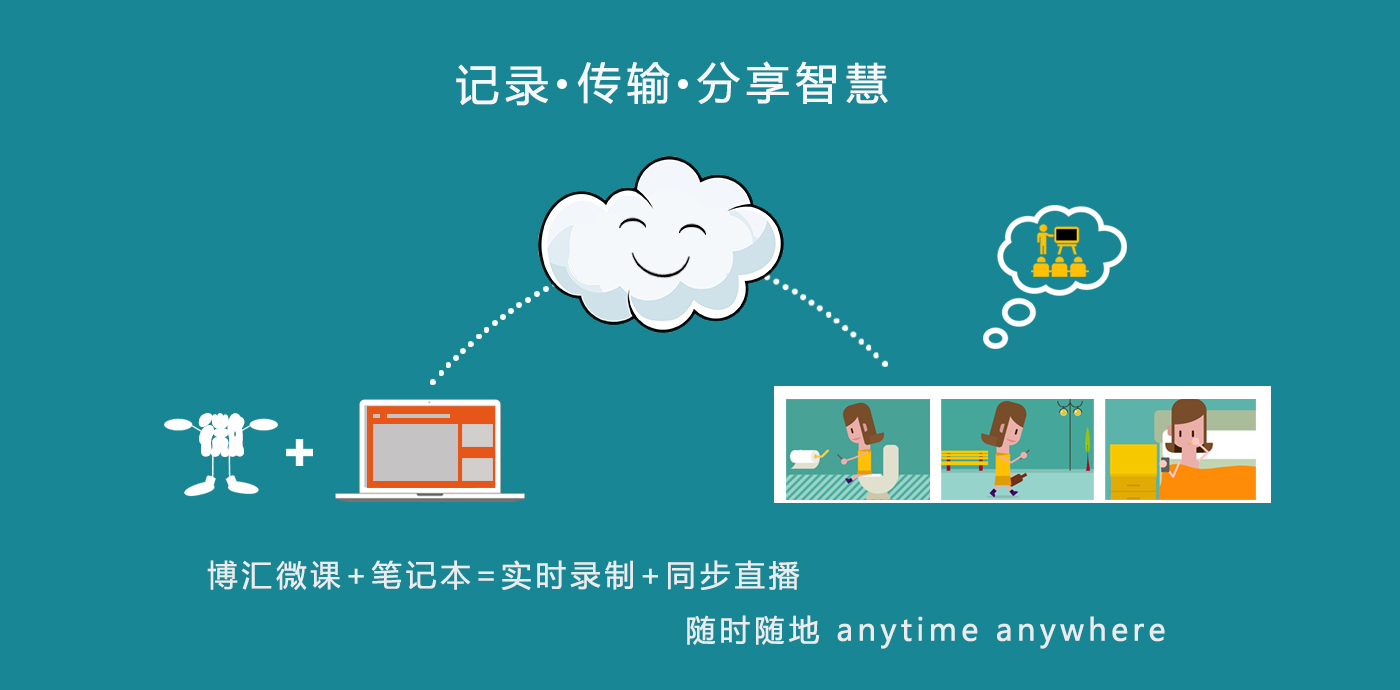 记录·传输·分享智慧
博汇微课+笔记本=实时录制+同步直播
随时随地 anytime anywhere